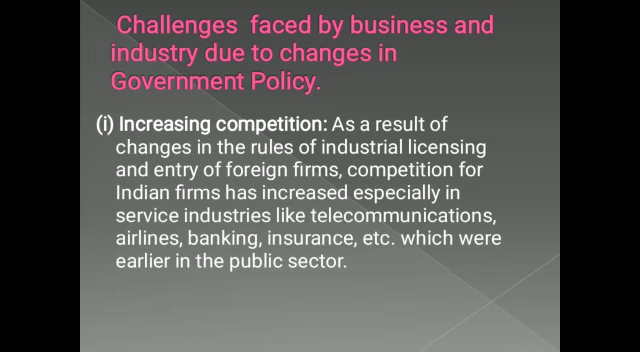 Challenges faced by business and
industry due to changes in
Government Policy.
(i) Increasing competition: As a result of
changes in the rules of industrial licensing
and entry of foreign firms, competition for
Indian firms has increased especially in
service industries like telecommunications,
airlines, banking, insurance, etc. which were
earlier in the public sector.